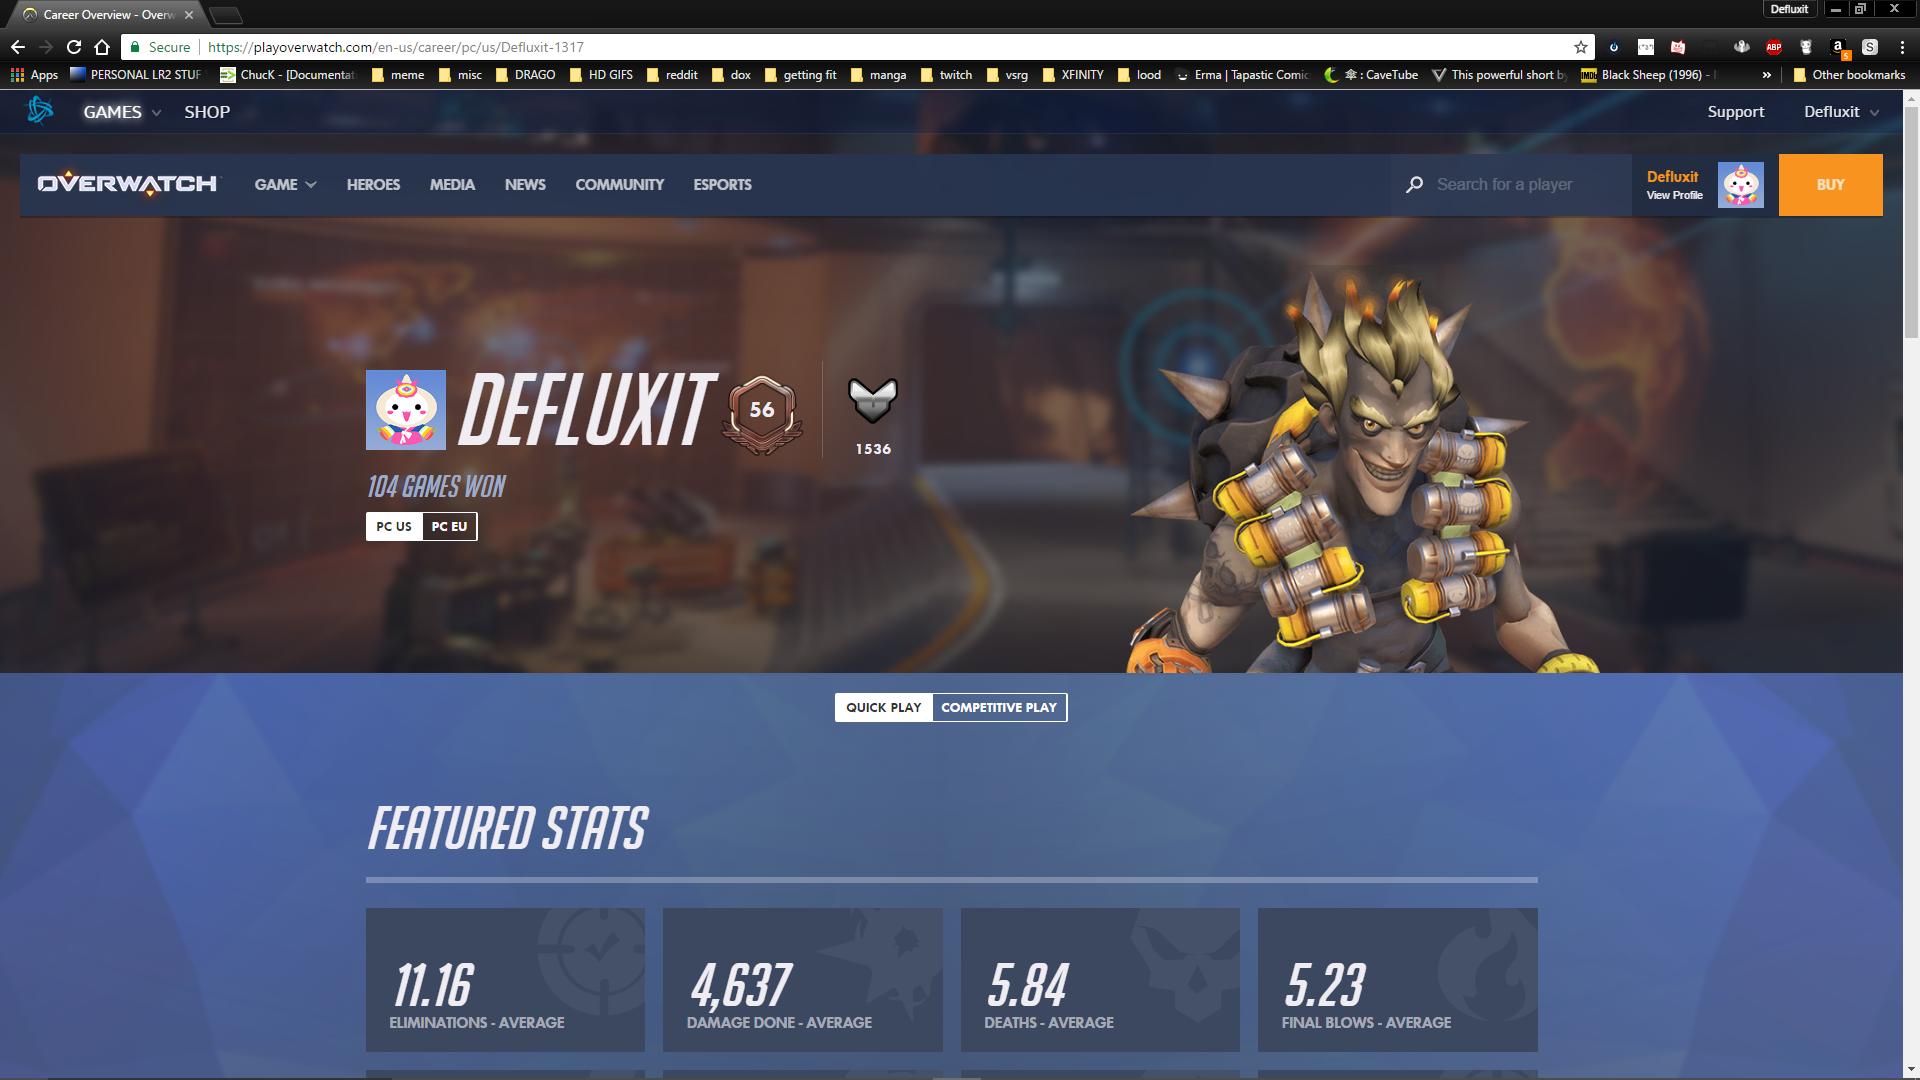 Career Overview - Overw
Defluxit
Secure https://playoverwatch.com/en-us/career/pc/us/Defluxit-1317
ABP
a 5
S
Apps PERSONAL LR2 STUF ChucK - [Documentat meme misc DRAGO HD GIFS reddit dox getting fit manga twitch vsrg XFINITY lood Erma | Tapastic Comic 傘 : CaveTube This powerful short by IMDb Black Sheep (1996) - » Other bookmarks
GAMES SHOP Support Defluxit
OVERWATCH GAME HEROES MEDIA NEWS COMMUNITY ESPORTS Search for a player Defluxit BUY
View Profile
DEFLUXIT 56
1536
104 GAMES WON
PC US PC EU
QUICK PLAY COMPETITIVE PLAY
FEATURED STATS
11.16 4,637 5.84 5.23
ELIMINATIONS - AVERAGE DAMAGE DONE - AVERAGE DEATHS - AVERAGE FINAL BLOWS - AVERAGE